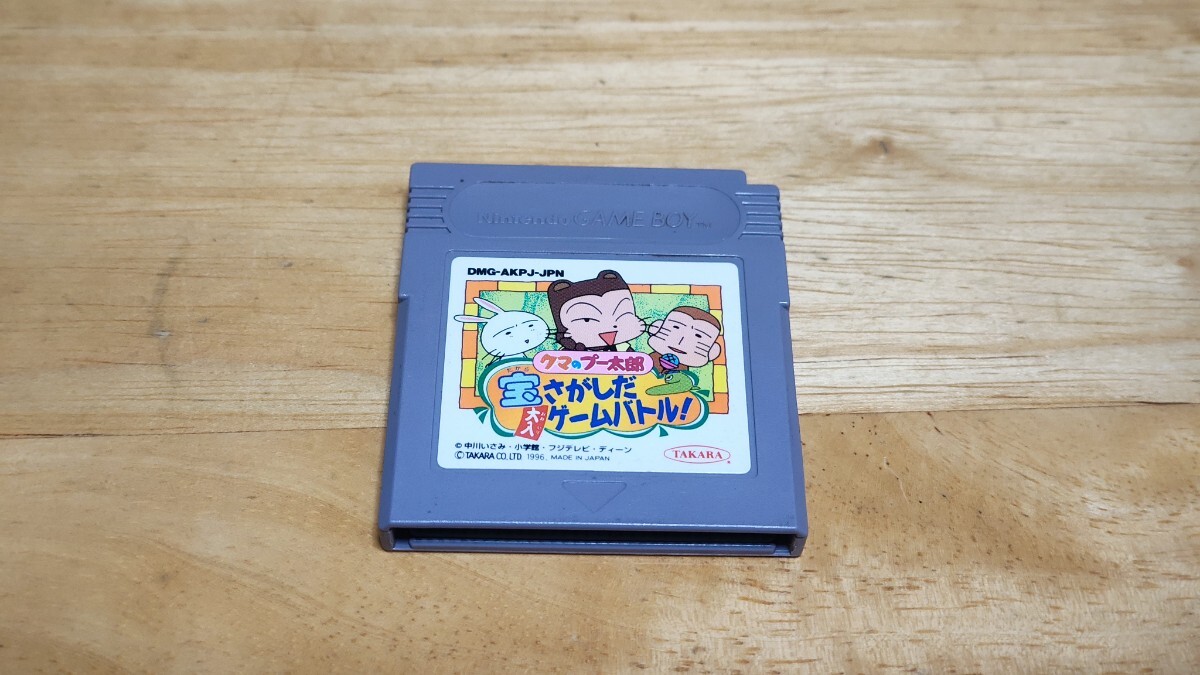 Nintendo GAME BOY TM
DMG-AKPJ-JPN
クマのプー太郎
たから
宝さがしだ
大入
ゲームバトル!
© 中川いさみ・小学館・フジテレビ・ディーン
© TAKARA CO., LTD. 1996, MADE IN JAPAN
TAKARA ®